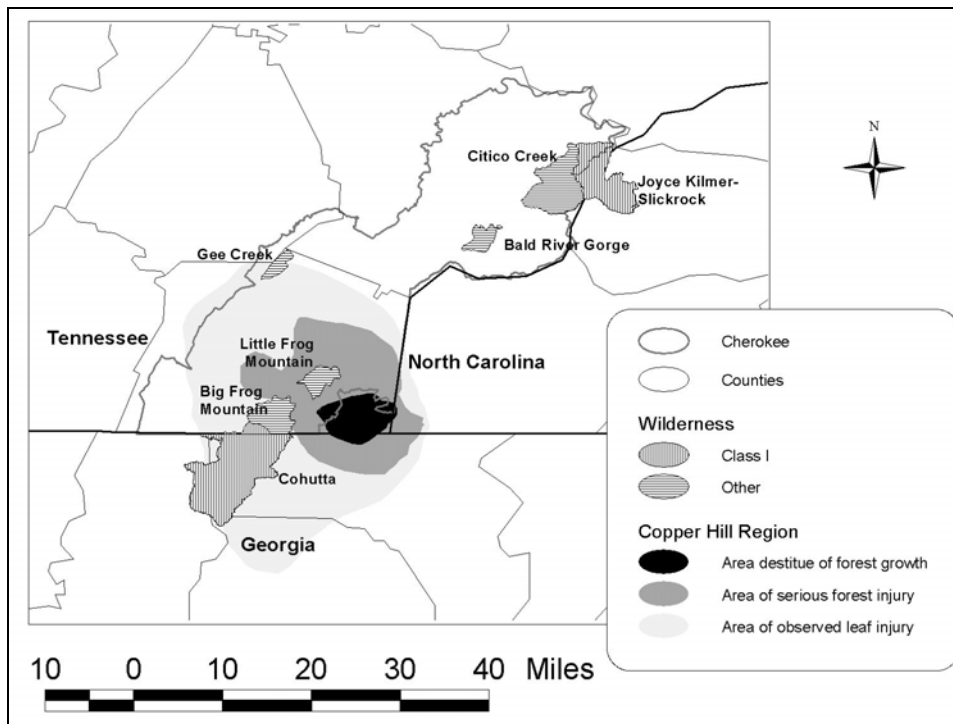 Citico Creek
N
Joyce Kilmer-
Slickrock
Bald River Gorge
Gee Creek
Tennessee
Little Frog
Mountain
North Carolina
Big Frog
Mountain
Cohutta
Georgia
Cherokee
Counties
Wilderness
Class I
Other
Copper Hill Region
Area destitue of forest growth
Area of serious forest injury
Area of observed leaf injury
10 0 10 20 30 40 Miles